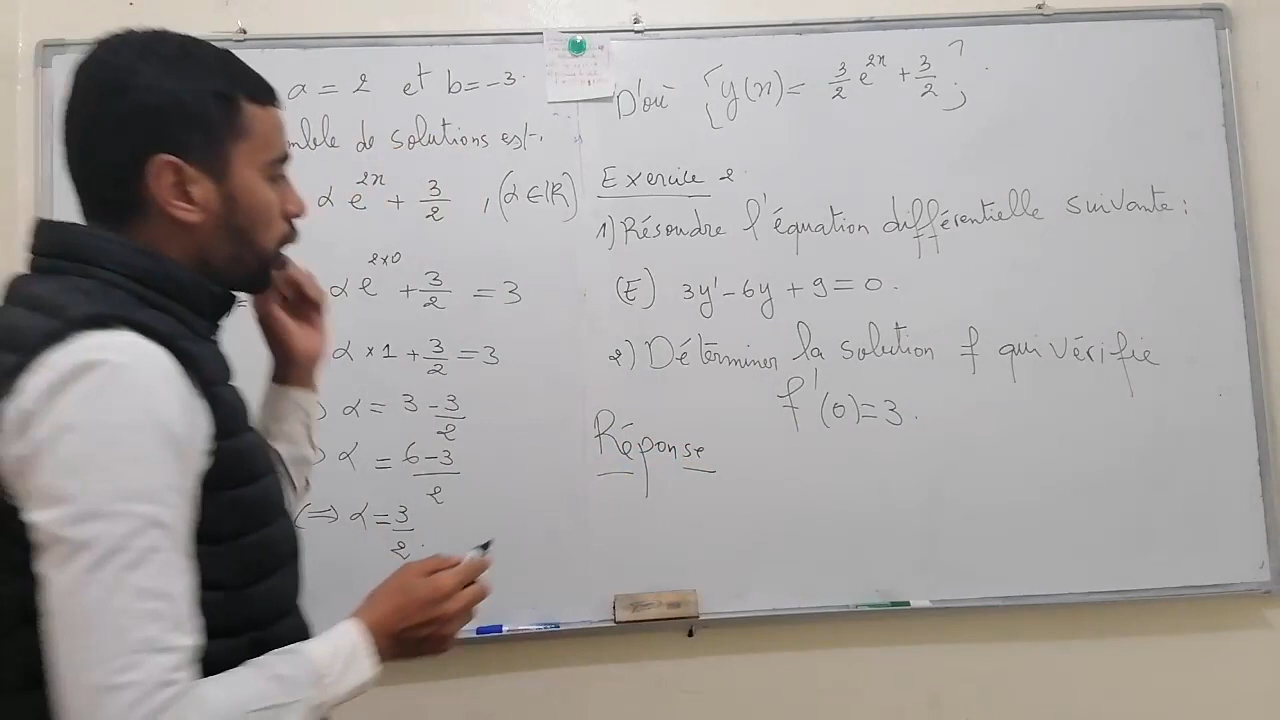 a = 2 et b = -3.
mble de solutions est.
α e^{2x} + 3/2 , (α ∈ IR)
α e^{2×0} + 3/2 = 3
α × 1 + 3/2 = 3
α = 3 - 3/2
α = (6-3)/2
(⇒ α = 3/2.
D'où { y(x) = 3/2 e^{2x} + 3/2 ; }.
Exercice 2.
1) Résoudre l'équation différentielle suivante :
(E) 3y' - 6y + 9 = 0.
2) Déterminer la solution f qui vérifie
f'(0) = 3.
Réponse